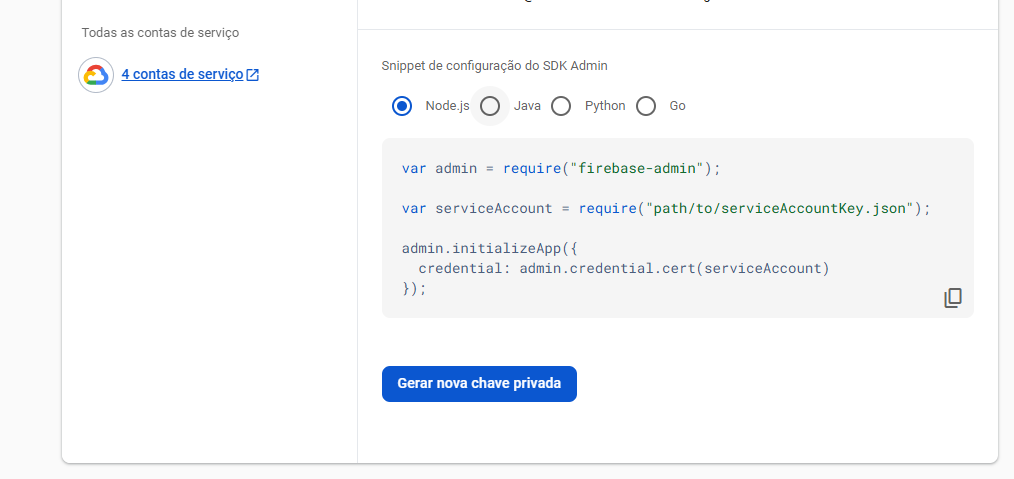 Todas as contas de serviço
4 contas de serviço
Snippet de configuração do SDK Admin
Node.js Java Python Go
var admin = require("firebase-admin");
var serviceAccount = require("path/to/serviceAccountKey.json");
admin.initializeApp({
  credential: admin.credential.cert(serviceAccount)
});
Gerar nova chave privada